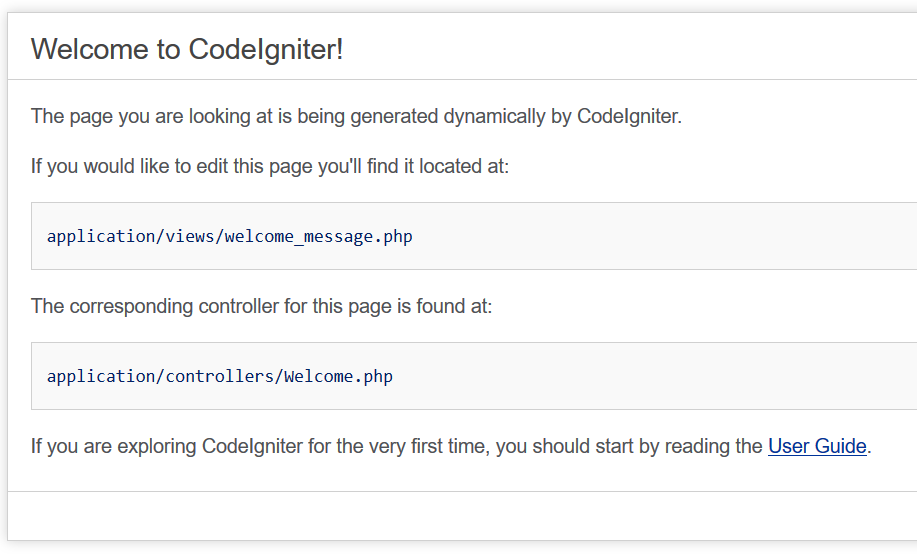 Welcome to CodeIgniter!
The page you are looking at is being generated dynamically by CodeIgniter.
If you would like to edit this page you'll find it located at:
application/views/welcome_message.php
The corresponding controller for this page is found at:
application/controllers/Welcome.php
If you are exploring CodeIgniter for the very first time, you should start by reading the User Guide.